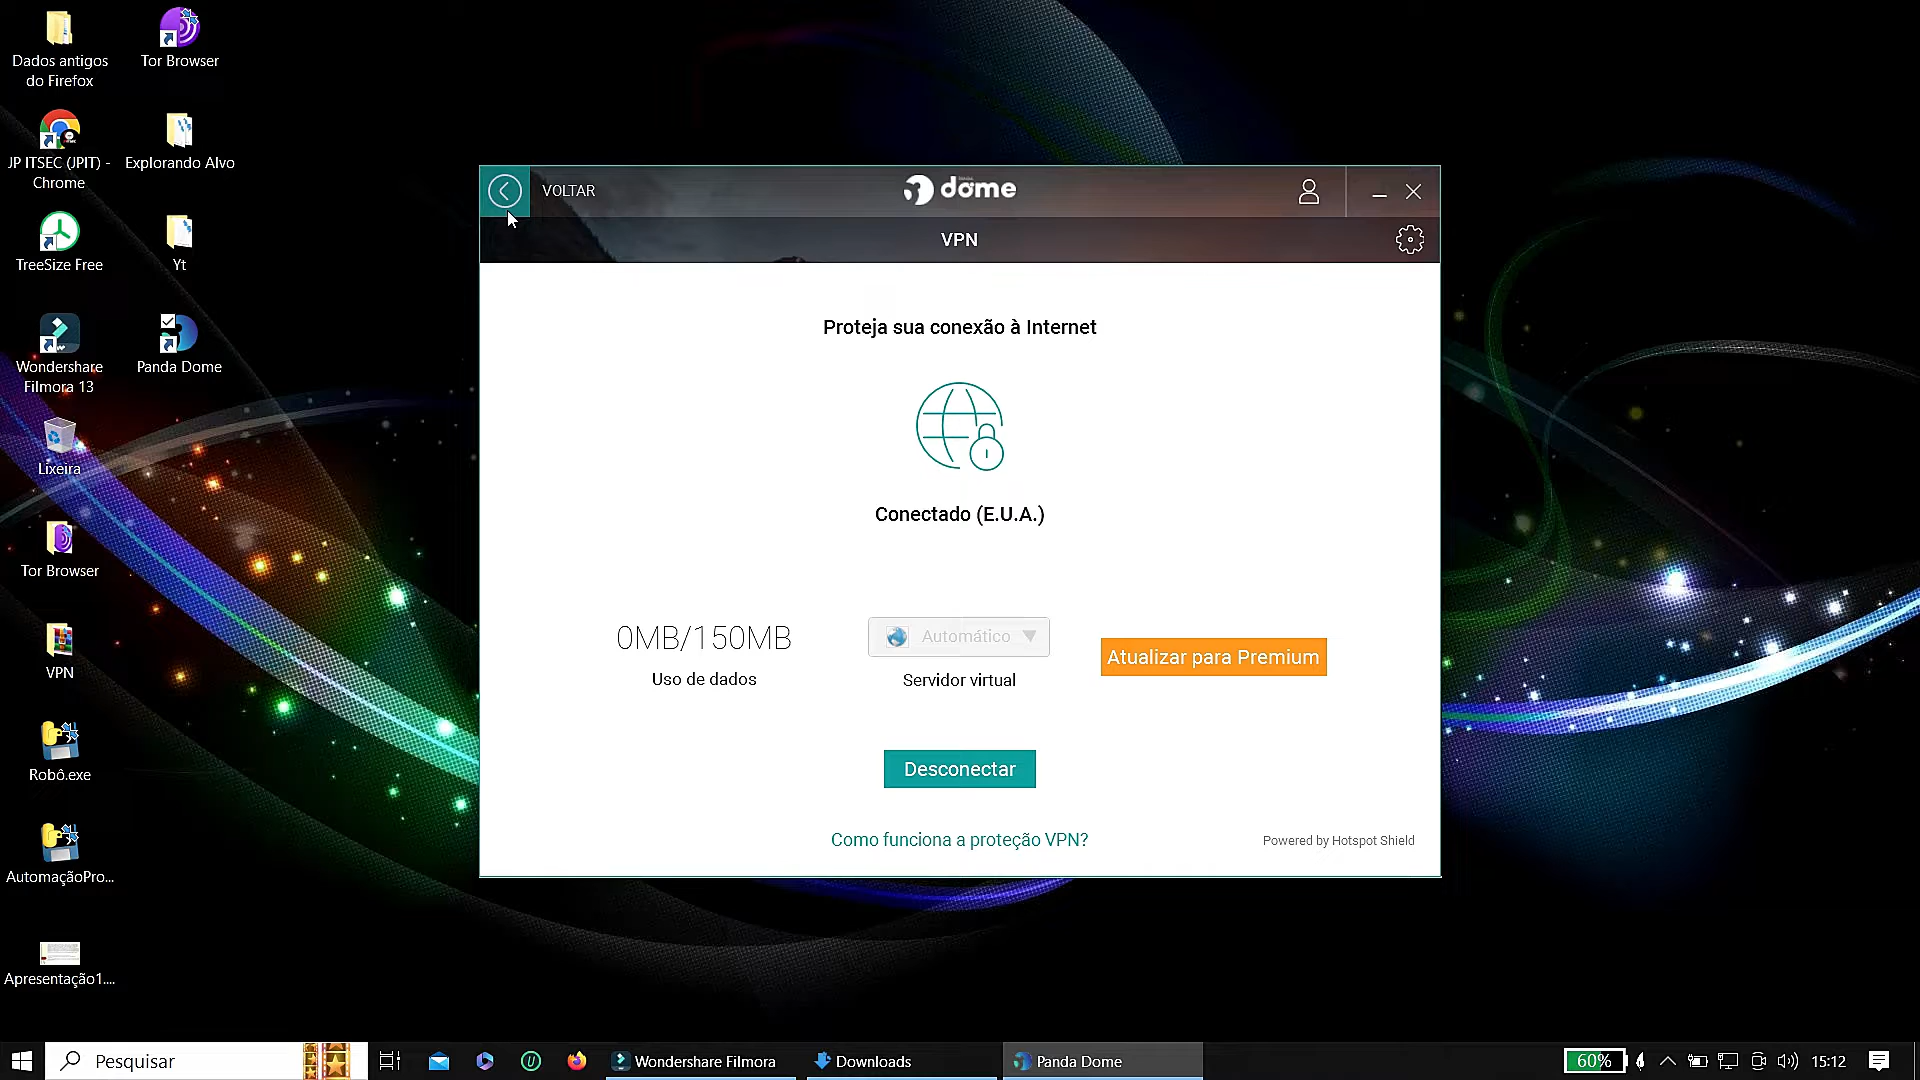 Dados antigos
do Firefox
Tor Browser
JP ITSEC (JPIT) -
Chrome
Explorando Alvo
TreeSize Free
Yt
Wondershare
Filmora 13
Panda Dome
Lixeira
Tor Browser
VPN
Robô.exe
AutomaçãoPro...
Apresentação1....
VOLTAR
dome
VPN
Proteja sua conexão à Internet
Conectado (E.U.A.)
0MB/150MB
Uso de dados
Automático
Servidor virtual
Atualizar para Premium
Desconectar
Como funciona a proteção VPN?
Powered by Hotspot Shield
Pesquisar
Wondershare Filmora
Downloads
Panda Dome
60%
15:12